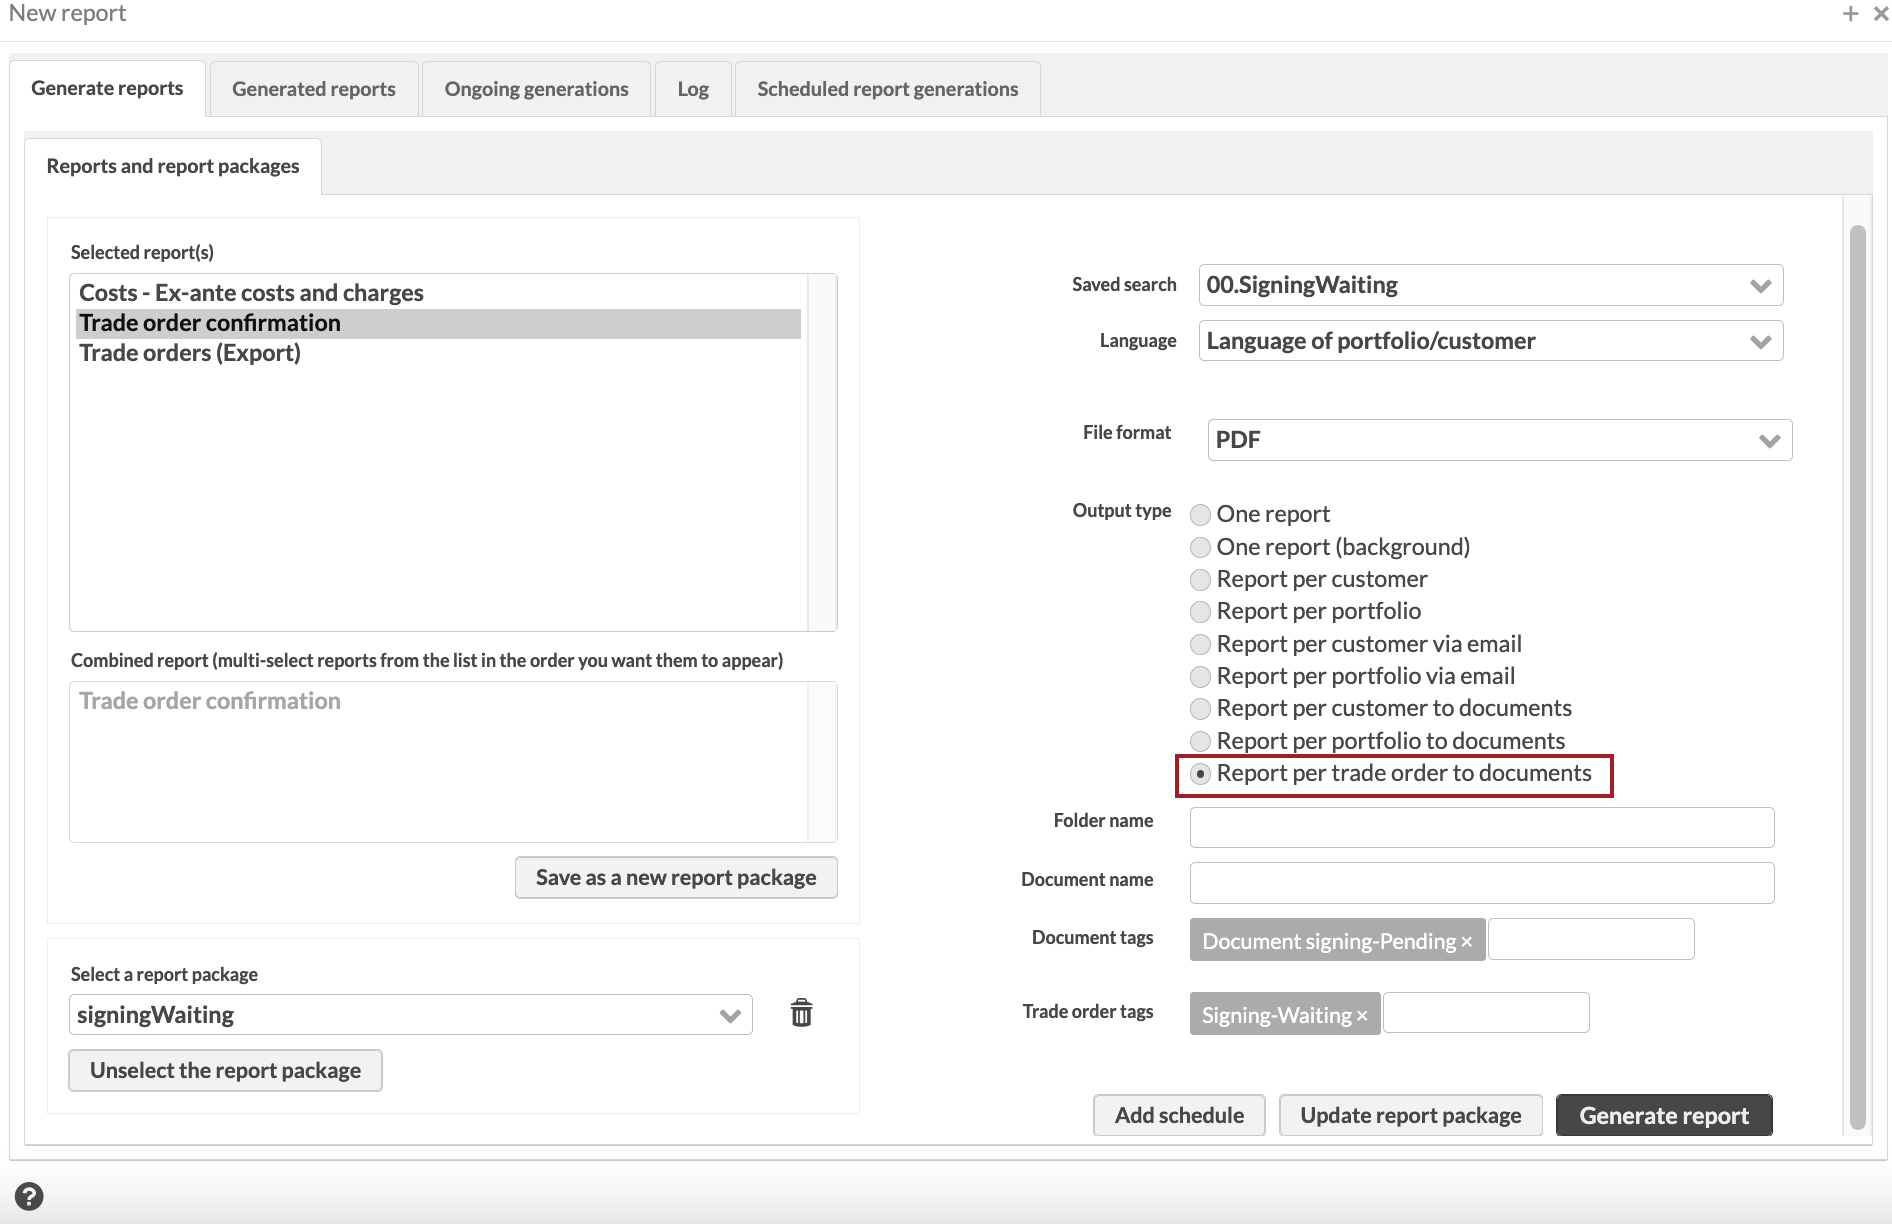 New report
Generate reports
Generated reports
Ongoing generations
Log
Scheduled report generations
Reports and report packages
Selected report(s)
Costs - Ex-ante costs and charges
Trade order confirmation
Trade orders (Export)
Combined report (multi-select reports from the list in the order you want them to appear)
Trade order confirmation
Save as a new report package
Select a report package
signingWaiting
Unselect the report package
Saved search
00.SigningWaiting
Language
Language of portfolio/customer
File format
PDF
Output type
One report
One report (background)
Report per customer
Report per portfolio
Report per customer via email
Report per portfolio via email
Report per customer to documents
Report per portfolio to documents
Report per trade order to documents
Folder name
Document name
Document tags
Document signing-Pending ×
Trade order tags
Signing-Waiting ×
Add schedule
Update report package
Generate report